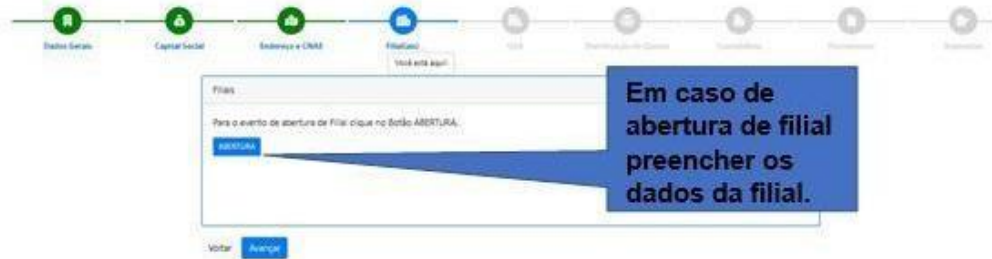 Dados Gerais
Capital Social
Endereço e CNAE
Filial(ais)
Você está aqui!
Filiais
Para o evento de abertura de Filial clique no Botão ABERTURA.
ABERTURA
Em caso de
abertura de filial
preencher os
dados da filial.
Voltar
Avançar